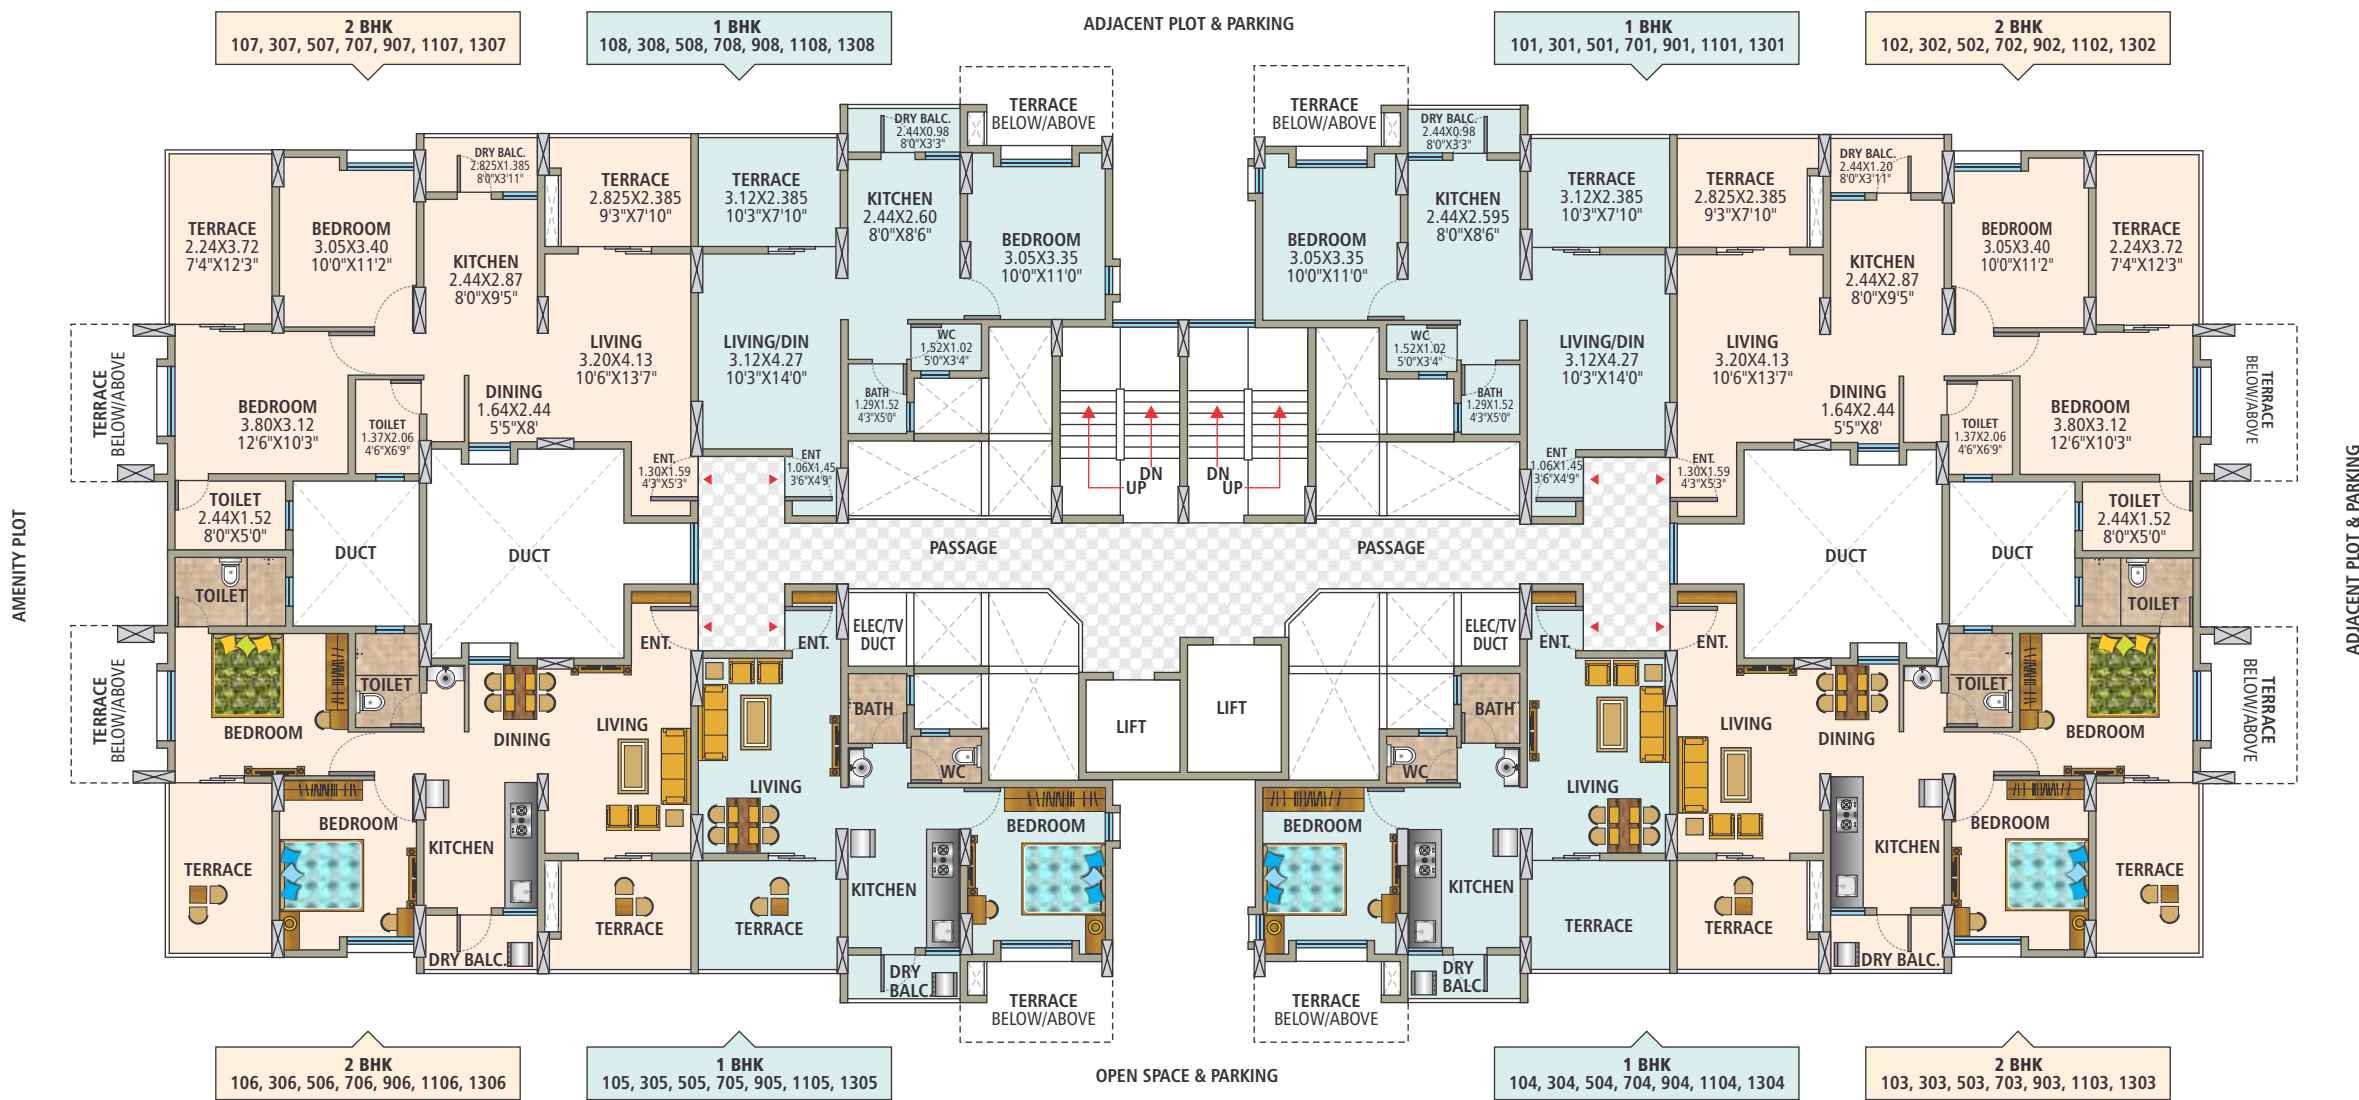 2 BHK
107, 307, 507, 707, 907, 1107, 1307
1 BHK
108, 308, 508, 708, 908, 1108, 1308
ADJACENT PLOT & PARKING
1 BHK
101, 301, 501, 701, 901, 1101, 1301
2 BHK
102, 302, 502, 702, 902, 1102, 1302
TERRACE
2.24X3.72
7'4"X12'3"
BEDROOM
3.05X3.40
10'0"X11'2"
DRY BALC.
2.825X1.385
8'0"X3'11"
KITCHEN
2.44X2.87
8'0"X9'5"
TERRACE
2.825X2.385
9'3"X7'10"
TERRACE
3.12X2.385
10'3"X7'10"
DRY BALC.
2.44X0.98
8'0"X3'3"
KITCHEN
2.44X2.60
8'0"X8'6"
TERRACE
BELOW/ABOVE
BEDROOM
3.05X3.35
10'0"X11'0"
TERRACE
BELOW/ABOVE
BEDROOM
3.05X3.35
10'0"X11'0"
DRY BALC.
2.44X0.98
8'0"X3'3"
KITCHEN
2.44X2.595
8'0"X8'6"
TERRACE
3.12X2.385
10'3"X7'10"
TERRACE
2.825X2.385
9'3"X7'10"
DRY BALC.
2.44X1.20
8'0"X3'11"
KITCHEN
2.44X2.87
8'0"X9'5"
BEDROOM
3.05X3.40
10'0"X11'2"
TERRACE
2.24X3.72
7'4"X12'3"
TERRACE
BELOW/ABOVE
BEDROOM
3.80X3.12
12'6"X10'3"
TOILET
1.37X2.06
4'6"X6'9"
DINING
1.64X2.44
5'5"X8'
LIVING
3.20X4.13
10'6"X13'7"
LIVING/DIN
3.12X4.27
10'3"X14'0"
WC
1.52X1.02
5'0"X3'4"
BATH
1.29X1.52
4'3"X5'0"
ENT.
1.30X1.59
4'3"X5'3"
ENT
1.06X1.45
3'6"X4'9"
DN
UP
DN
UP
WC
1.52X1.02
5'0"X3'4"
BATH
1.29X1.52
4'3"X5'0"
LIVING/DIN
3.12X4.27
10'3"X14'0"
ENT
1.06X1.45
3'6"X4'9"
ENT.
1.30X1.59
4'3"X5'3"
LIVING
3.20X4.13
10'6"X13'7"
DINING
1.64X2.44
5'5"X8'
TOILET
1.37X2.06
4'6"X6'9"
BEDROOM
3.80X3.12
12'6"X10'3"
TERRACE
BELOW/ABOVE
AMENITY PLOT
TOILET
2.44X1.52
8'0"X5'0"
DUCT
DUCT
PASSAGE
PASSAGE
DUCT
DUCT
TOILET
2.44X1.52
8'0"X5'0"
ADJACENT PLOT & PARKING
TOILET
TERRACE
BELOW/ABOVE
BEDROOM
TOILET
DINING
LIVING
ENT.
ENT.
ELEC/TV
DUCT
BATH
WC
LIVING
LIFT
LIFT
ELEC/TV
DUCT
BATH
WC
ENT.
ENT.
LIVING
LIVING
DINING
TOILET
TOILET
BEDROOM
TERRACE
BELOW/ABOVE
TERRACE
BEDROOM
KITCHEN
DRY BALC.
TERRACE
TERRACE
KITCHEN
DRY
BALC.
BEDROOM
TERRACE
BELOW/ABOVE
BEDROOM
TERRACE
BELOW/ABOVE
KITCHEN
DRY
BALC.
TERRACE
TERRACE
KITCHEN
DRY BALC.
BEDROOM
TERRACE
2 BHK
106, 306, 506, 706, 906, 1106, 1306
1 BHK
105, 305, 505, 705, 905, 1105, 1305
OPEN SPACE & PARKING
1 BHK
104, 304, 504, 704, 904, 1104, 1304
2 BHK
103, 303, 503, 703, 903, 1103, 1303